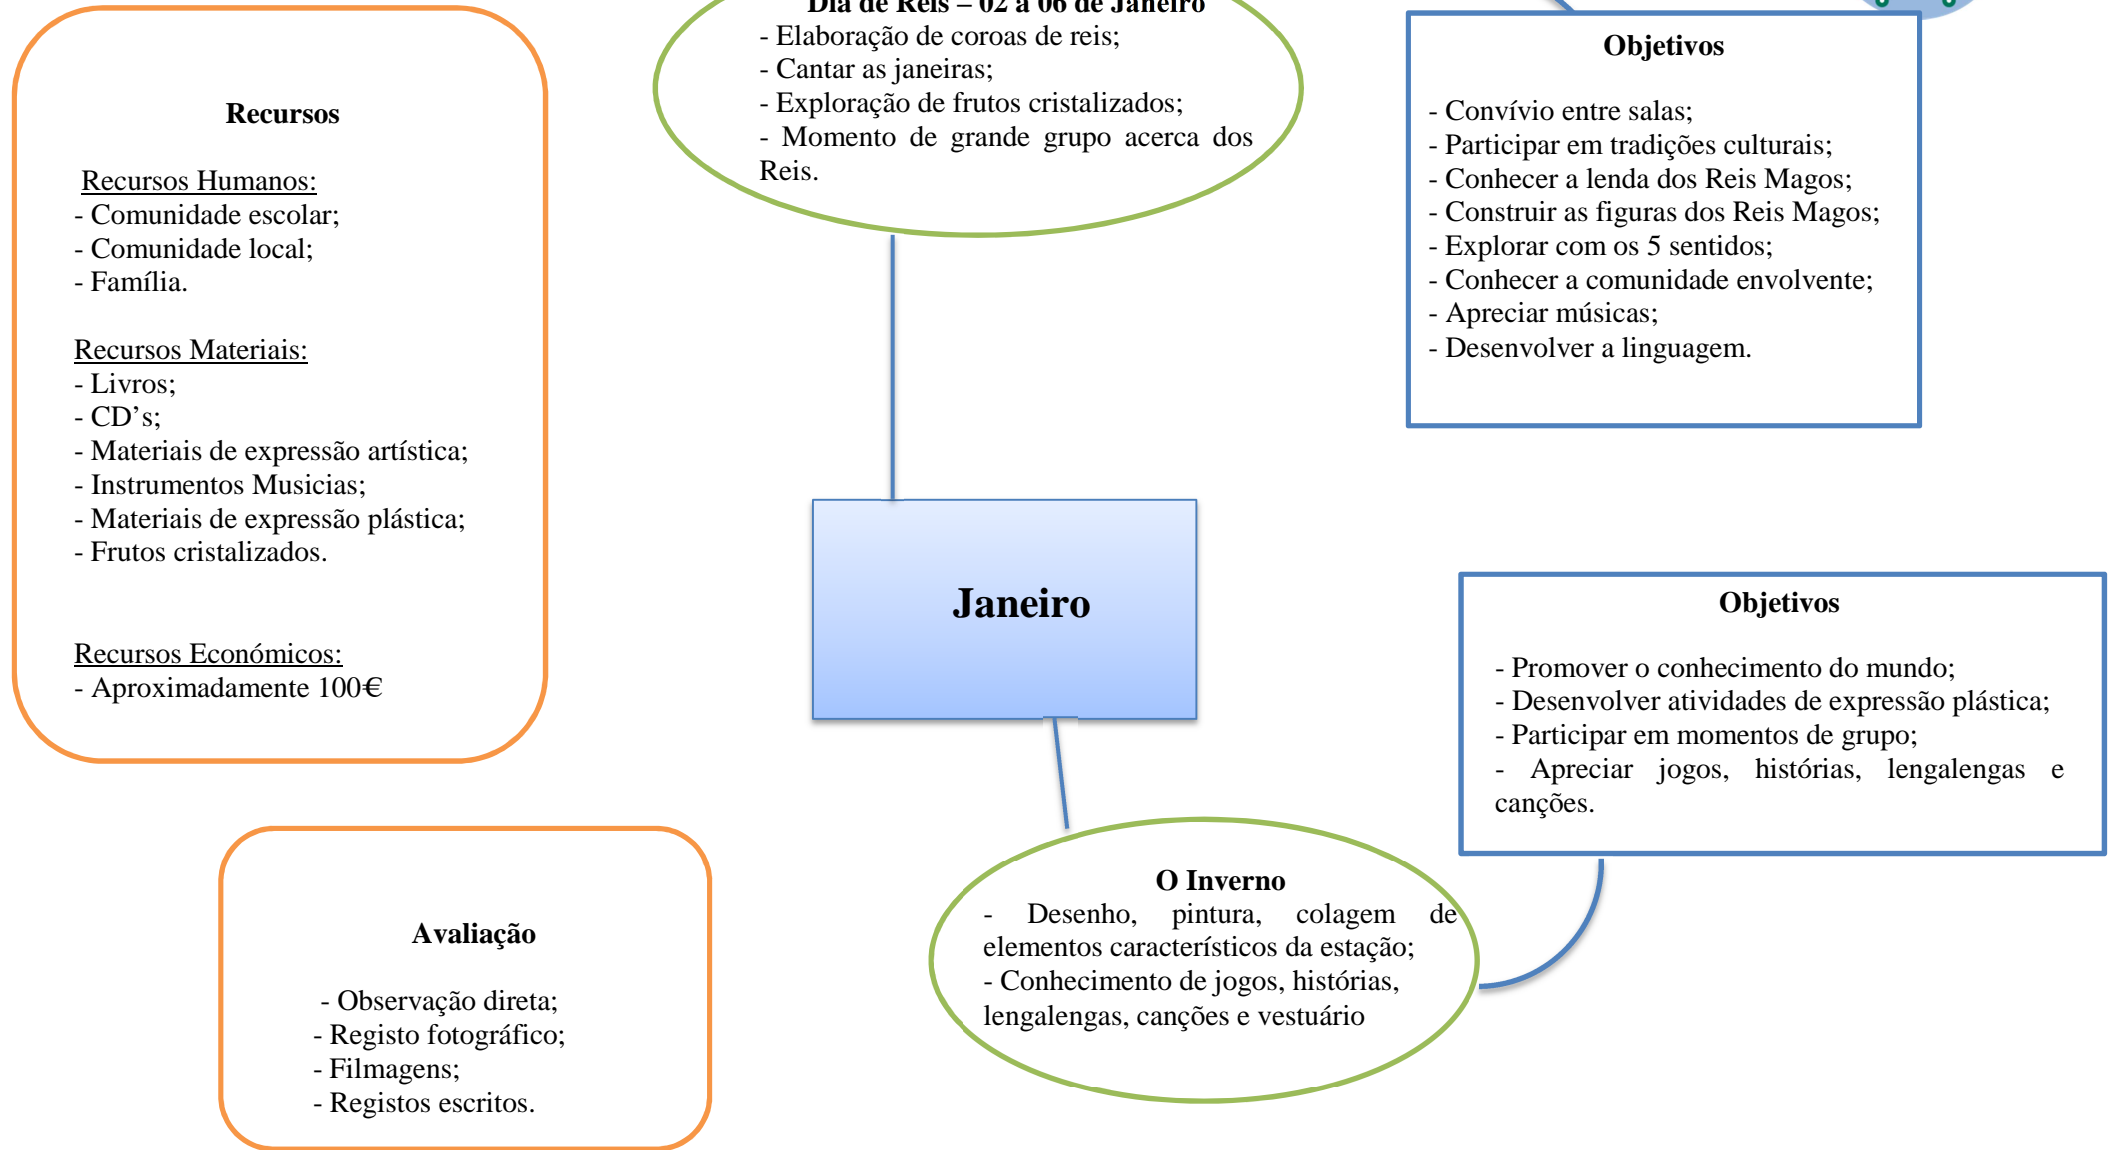 Recursos
Recursos Humanos:
- Comunidade escolar;
- Comunidade local;
- Família.
Recursos Materiais:
- Livros;
- CD’s;
- Materiais de expressão artística;
- Instrumentos Musicias;
- Materiais de expressão plástica;
- Frutos cristalizados.
Recursos Económicos:
- Aproximadamente 100€
Dia de Reis – 02 a 06 de Janeiro
- Elaboração de coroas de reis;
- Cantar as janeiras;
- Exploração de frutos cristalizados;
- Momento de grande grupo acerca dos
Reis.
Objetivos
- Convívio entre salas;
- Participar em tradições culturais;
- Conhecer a lenda dos Reis Magos;
- Construir as figuras dos Reis Magos;
- Explorar com os 5 sentidos;
- Conhecer a comunidade envolvente;
- Apreciar músicas;
- Desenvolver a linguagem.
Janeiro
Objetivos
- Promover o conhecimento do mundo;
- Desenvolver atividades de expressão plástica;
- Participar em momentos de grupo;
- Apreciar jogos, histórias, lengalengas e
canções.
Avaliação
- Observação direta;
- Registo fotográfico;
- Filmagens;
- Registos escritos.
O Inverno
- Desenho, pintura, colagem de
elementos característicos da estação;
- Conhecimento de jogos, histórias,
lengalengas, canções e vestuário